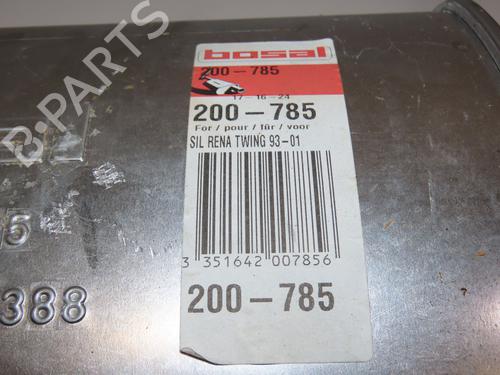 bosal
200-785
17-16-24
200-785
For / pour / für / voor
SIL RENA TWING 93-01
3 351642 007856
200-785
5
388
B-PARTS